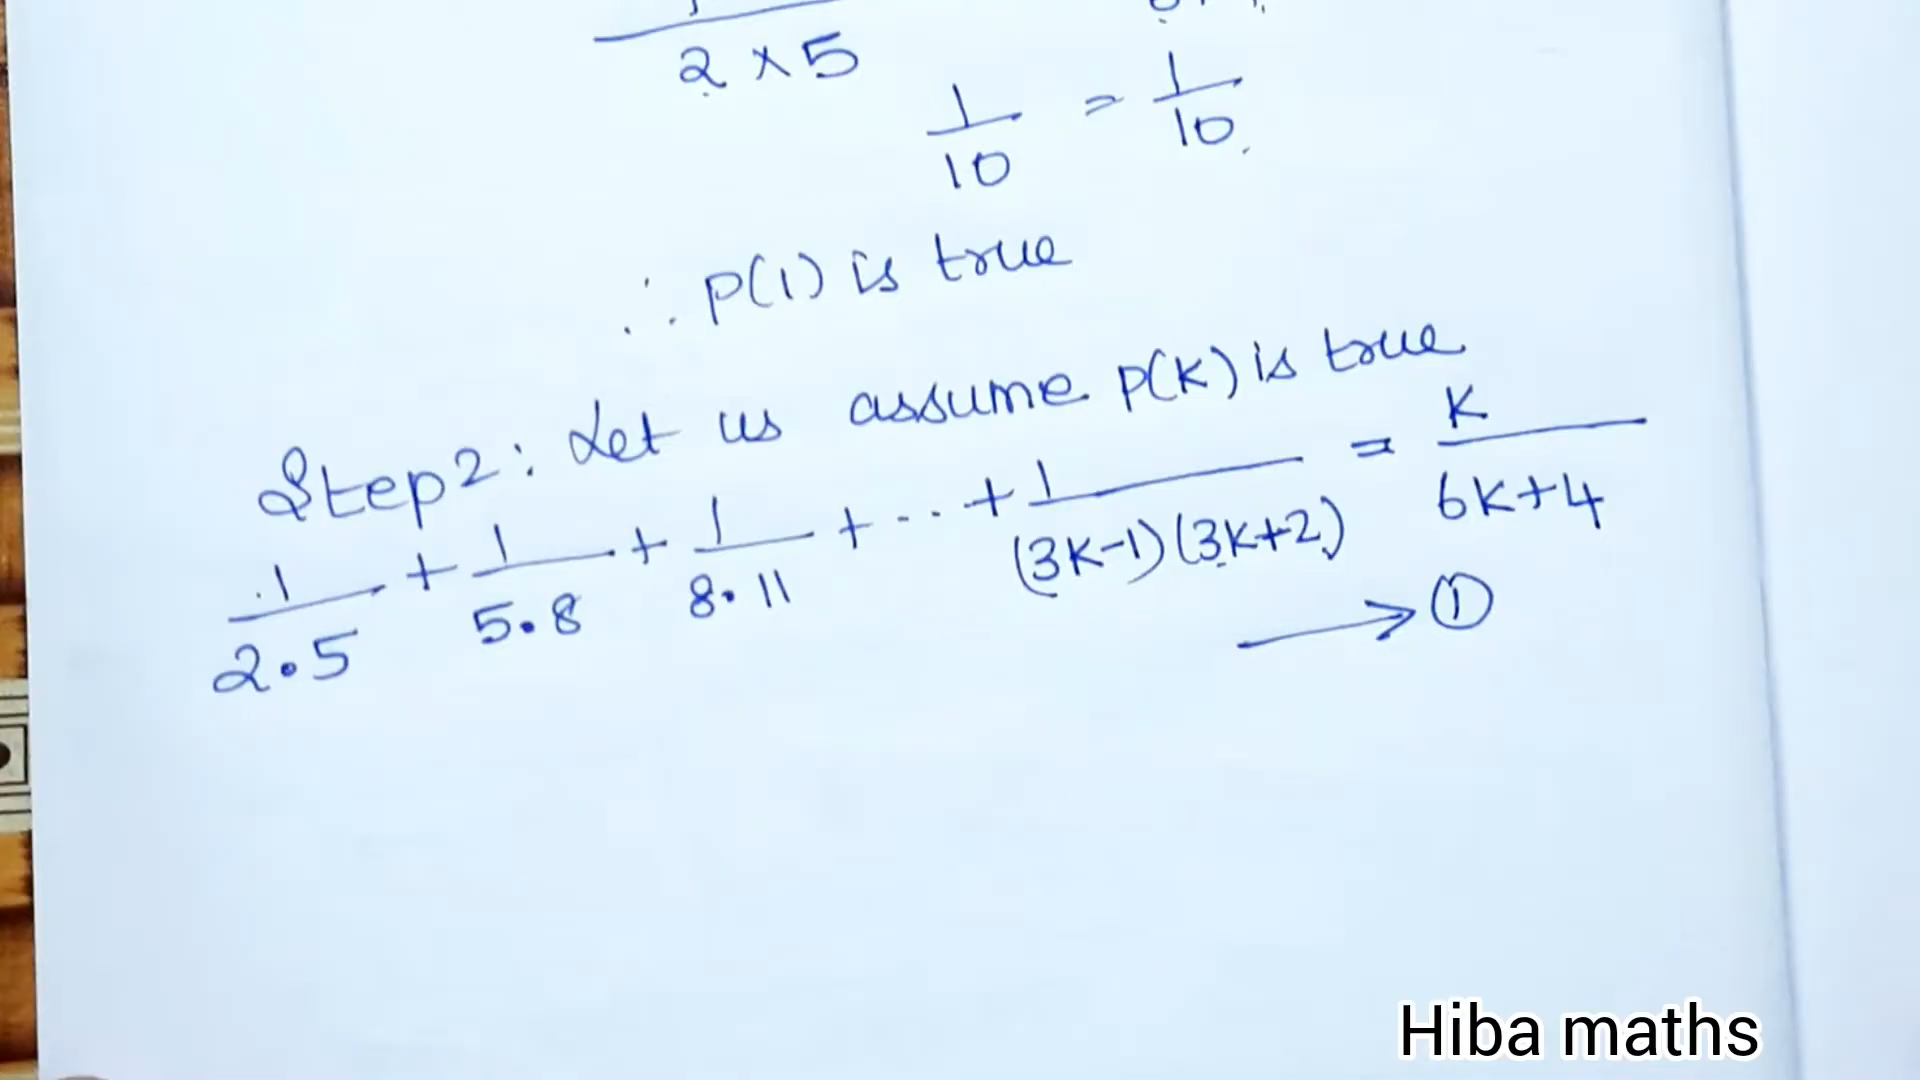 2 × 5
1/10 = 1/10
∴ P(1) is true
Step 2: Let us assume P(K) is true
1/2·5 + 1/5·8 + 1/8·11 + ··· + 1/(3K-1)(3K+2) = K/6K+4
→ ①
Hiba maths